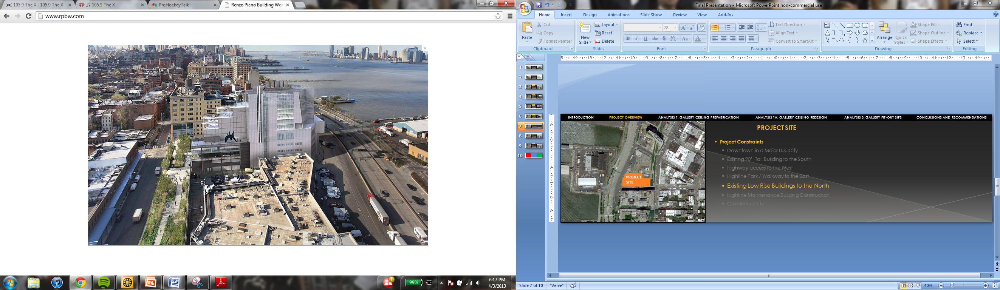 105.9 The X - 105.9 The X
105.9 The X
ProHockeyTalk
Renzo Piano Building Wor
www.rpbw.com
99%
6:17 PM
4/3/2013
Final Presentation - Microsoft PowerPoint non-commercial use
Home Insert Design Animations Slide Show Review View Add-Ins
Paste
Cut
Copy
Format Painter
Clipboard
New
Slide
Layout
Reset
Delete
Slides
28
B I U abc S AV Aa A
Font
Text Direction
Align Text
Convert to SmartArt
Paragraph
Arrange
Quick
Styles
Shape Fill
Shape Outline
Shape Effects
Drawing
Find
Replace
Select
Editing
1
2
3
4
5
6
7
8
9
10
INTRODUCTION PROJECT OVERVIEW ANALYSIS 1: GALLERY CEILING PREFABRICATION ANALYSIS 1A: GALLERY CEILING REDESIGN ANALYSIS 3: GALLERY FIT-OUT SIPS CONCLUSIONS AND RECOMMENDATIONS
PROJECT SITE
Project Constraints
Downtown in a Major U.S. City
Existing 90' Tall Building to the South
Highway access to the West
Highline Park / Walkway to the East
Existing Low Rise Buildings to the North
Highline Maintenance Building Construction
Constricted Site
PROJECT
SITE
Slide 7 of 10 "Verve" 40%